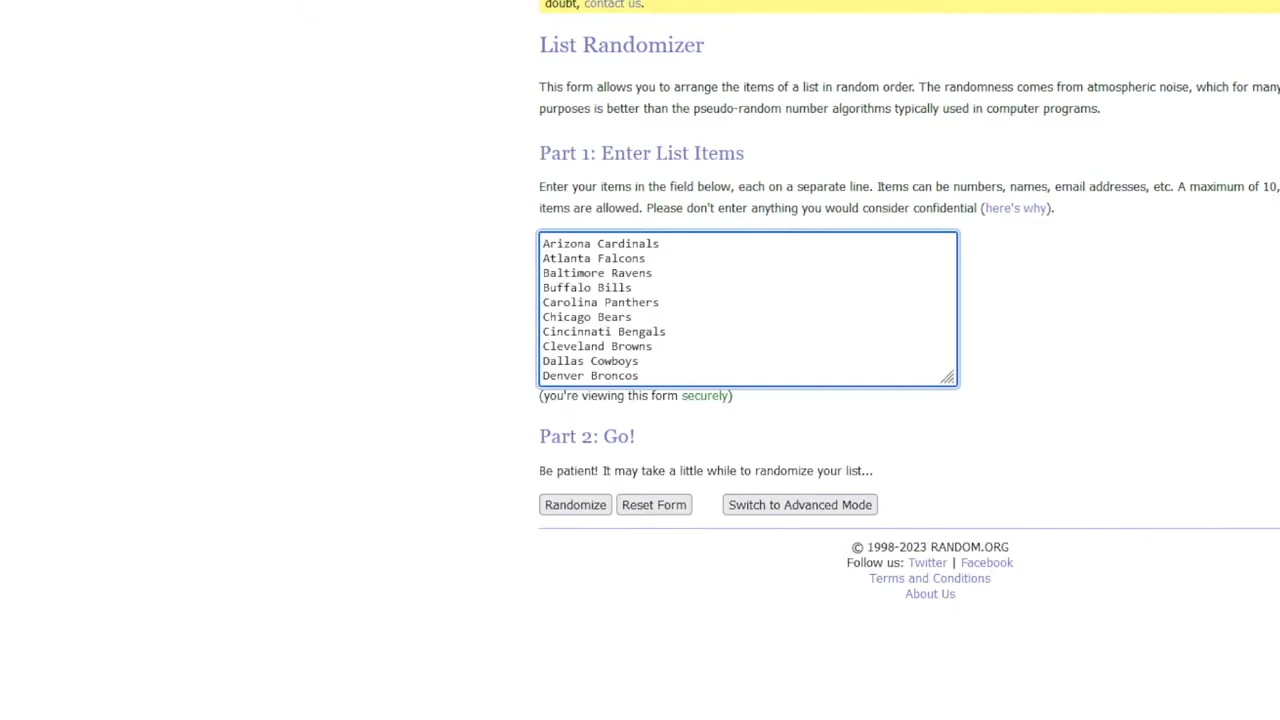 doubt, contact us.
List Randomizer
This form allows you to arrange the items of a list in random order. The randomness comes from atmospheric noise, which for many
purposes is better than the pseudo-random number algorithms typically used in computer programs.
Part 1: Enter List Items
Enter your items in the field below, each on a separate line. Items can be numbers, names, email addresses, etc. A maximum of 10,
items are allowed. Please don't enter anything you would consider confidential (here's why).
Arizona Cardinals
Atlanta Falcons
Baltimore Ravens
Buffalo Bills
Carolina Panthers
Chicago Bears
Cincinnati Bengals
Cleveland Browns
Dallas Cowboys
Denver Broncos
(you're viewing this form securely)
Part 2: Go!
Be patient! It may take a little while to randomize your list...
Randomize Reset Form Switch to Advanced Mode
© 1998-2023 RANDOM.ORG
Follow us: Twitter | Facebook
Terms and Conditions
About Us